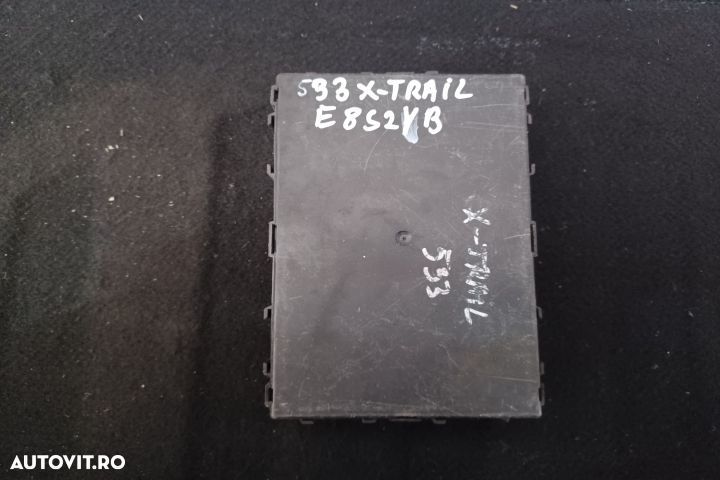 593 X-TRAIL
E8S2VB
X-TRAIL
593
AUTOVIT.RO